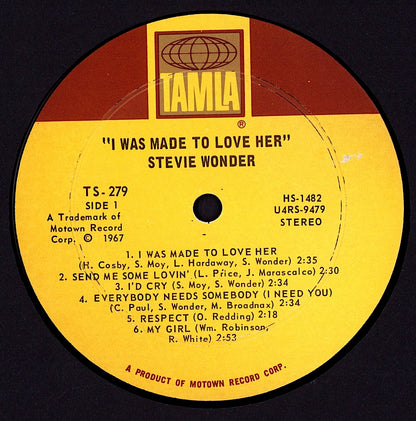 TAMLA
®
"I WAS MADE TO LOVE HER"
STEVIE WONDER
TS-279
SIDE 1
A Trademark of
Motown Record
Corp. © 1967
HS-1482
U4RS-9479
STEREO
1. I WAS MADE TO LOVE HER
(H. Cosby, S. Moy, L. Hardaway, S. Wonder) 2:35
2. SEND ME SOME LOVIN' (L. Price, J. Marascalco) 2:30
3. I'D CRY (S. Moy, S. Wonder) 2:34
4. EVERYBODY NEEDS SOMEBODY (I NEED YOU)
(C. Paul, S. Wonder, M. Broadnax) 2:34
5. RESPECT (O. Redding) 2:18
6. MY GIRL (Wm. Robinson,
R. White) 2:53
A PRODUCT OF MOTOWN RECORD CORP.